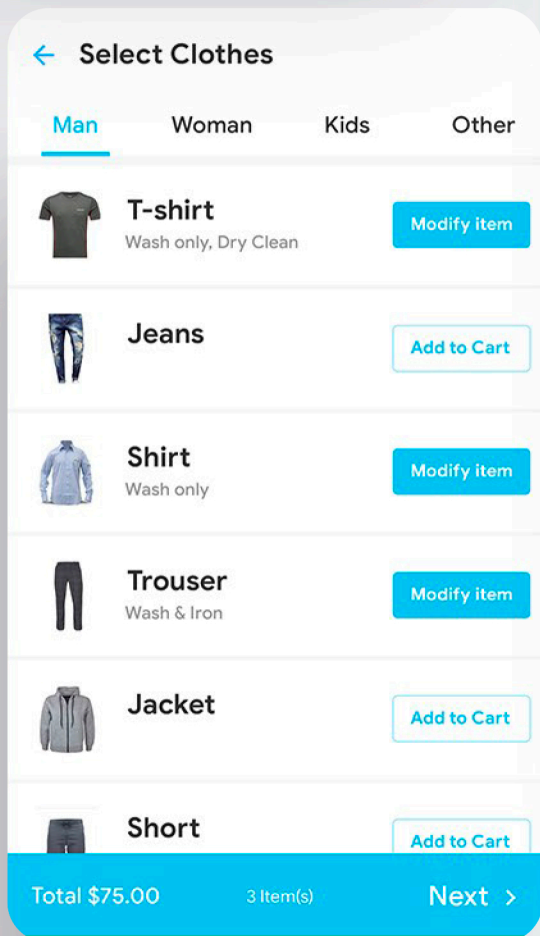 Select Clothes
Man Woman Kids Other
T-shirt
Modify item
Wash only, Dry Clean
Jeans
Add to Cart
Shirt
Modify item
Wash only
Trouser
Modify item
Wash & Iron
Jacket
Add to Cart
Short
Add to Cart
Total $75.00 3 Item(s) Next